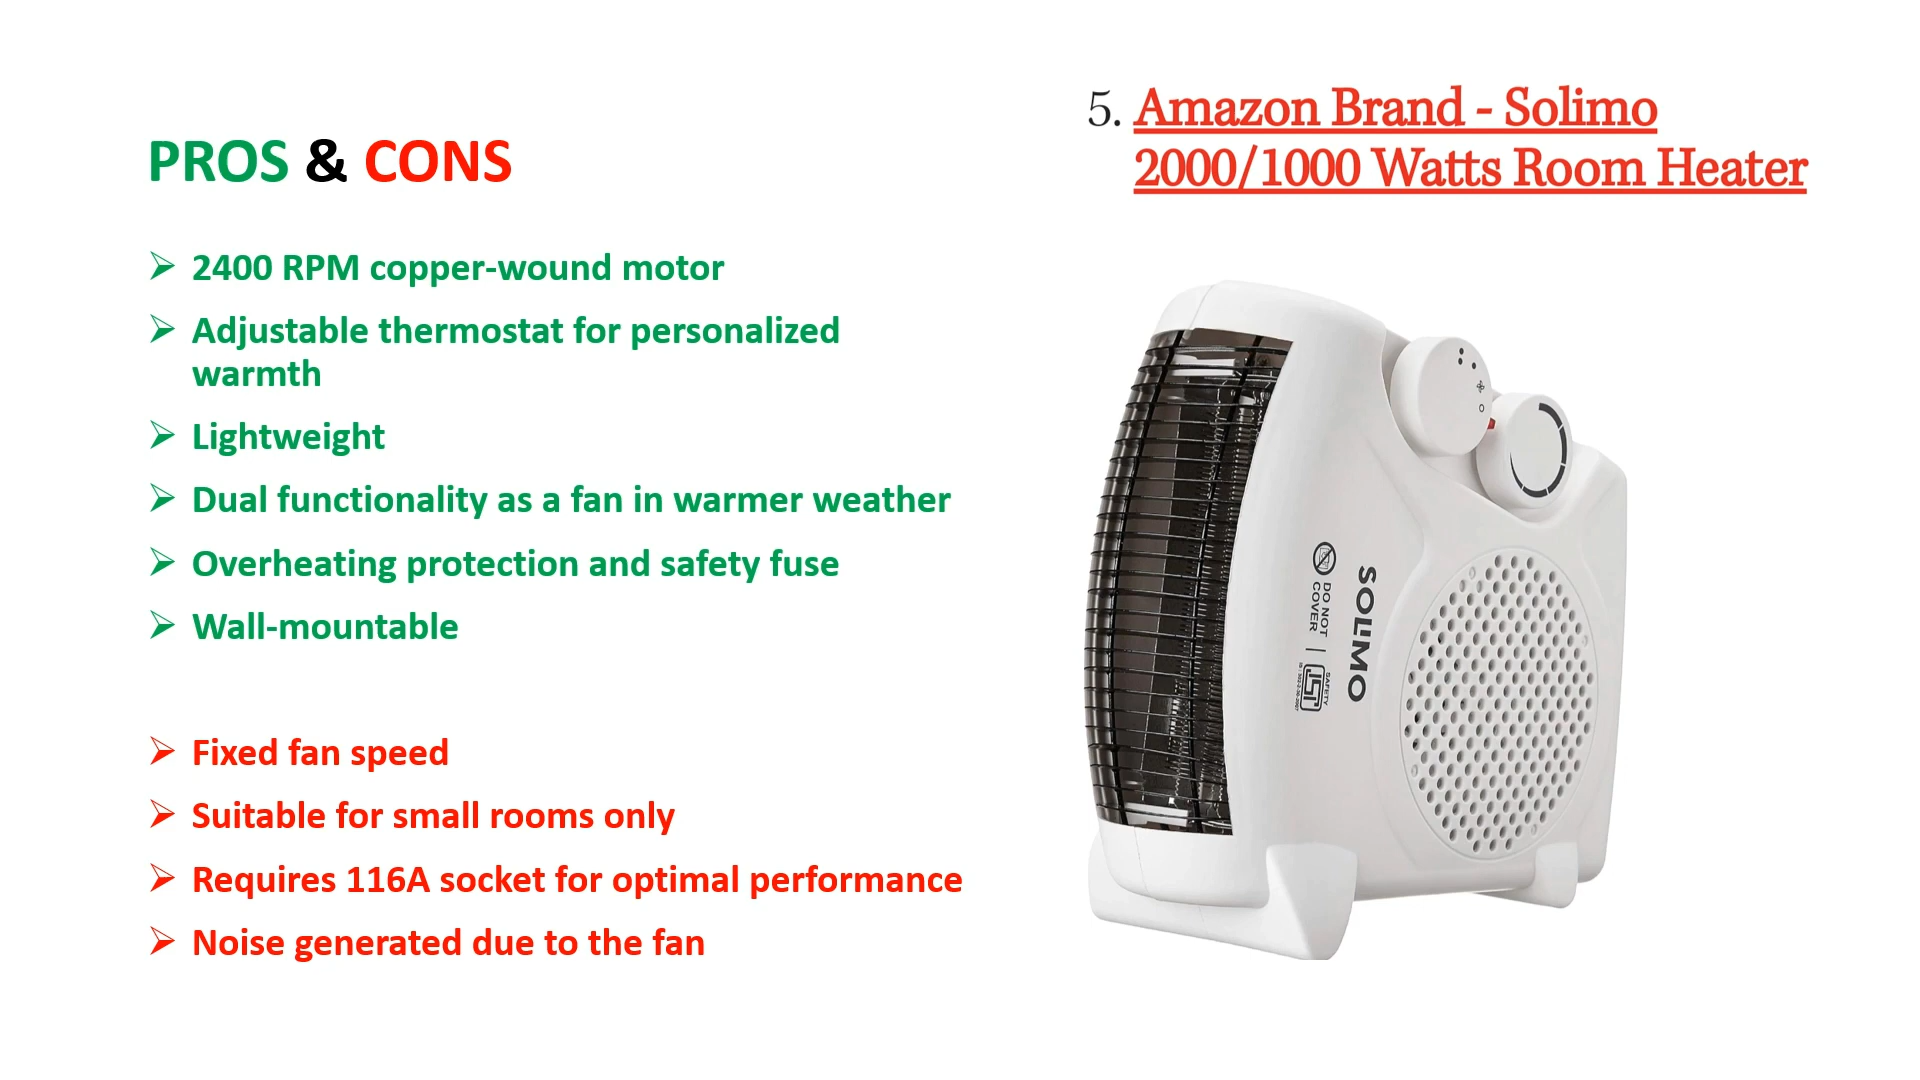 PROS & CONS
➢ 2400 RPM copper-wound motor
➢ Adjustable thermostat for personalized
warmth
➢ Lightweight
➢ Dual functionality as a fan in warmer weather
➢ Overheating protection and safety fuse
➢ Wall-mountable
➢ Fixed fan speed
➢ Suitable for small rooms only
➢ Requires 116A socket for optimal performance
➢ Noise generated due to the fan
5. Amazon Brand - Solimo
2000/1000 Watts Room Heater
SOLIMO
DO NOT
COVER
SAFETY